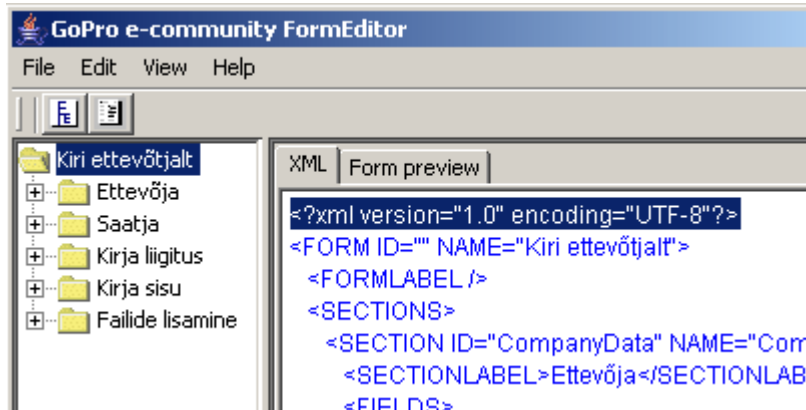 GoPro e-community FormEditor
File Edit View Help
Kiri ettevõtjalt
Ettevõja
Saatja
Kirja liigitus
Kirja sisu
Failide lisamine
XML Form preview
<?xml version="1.0" encoding="UTF-8"?>
<FORM ID="" NAME="Kiri ettevõtjalt">
<FORMLABEL />
<SECTIONS>
<SECTION ID="CompanyData" NAME="Com
<SECTIONLABEL>Ettevõja</SECTIONLAB
<FIELDS>